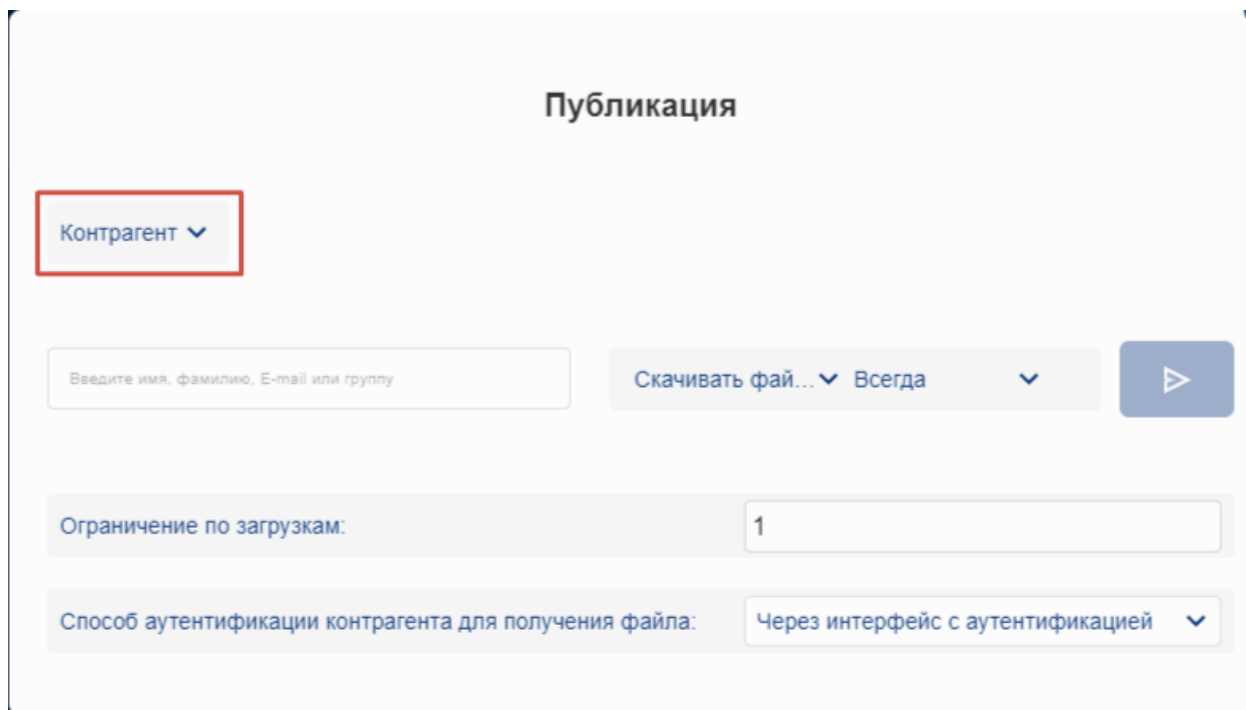 Публикация
Контрагент
Введите имя, фамилию, E-mail или группу
Скачивать фай... Всегда
Ограничение по загрузкам: 1
Способ аутентификации контрагента для получения файла: Через интерфейс с аутентификацией